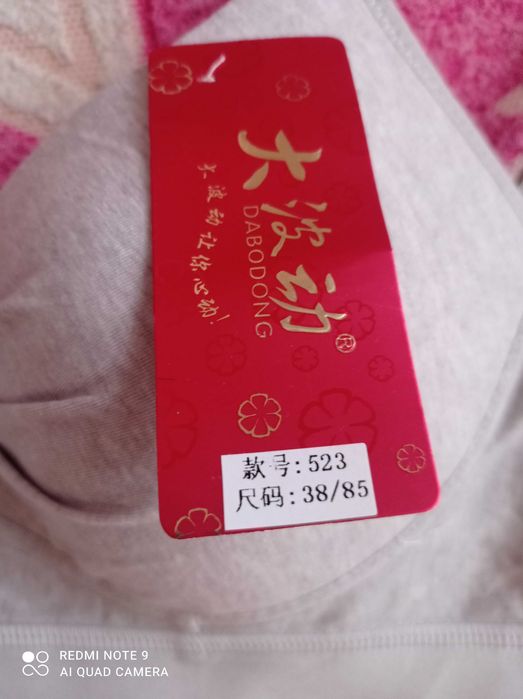 大波动®
DABODONG
大波动让你心动!
款号:523
尺码:38/85
REDMI NOTE 9
AI QUAD CAMERA